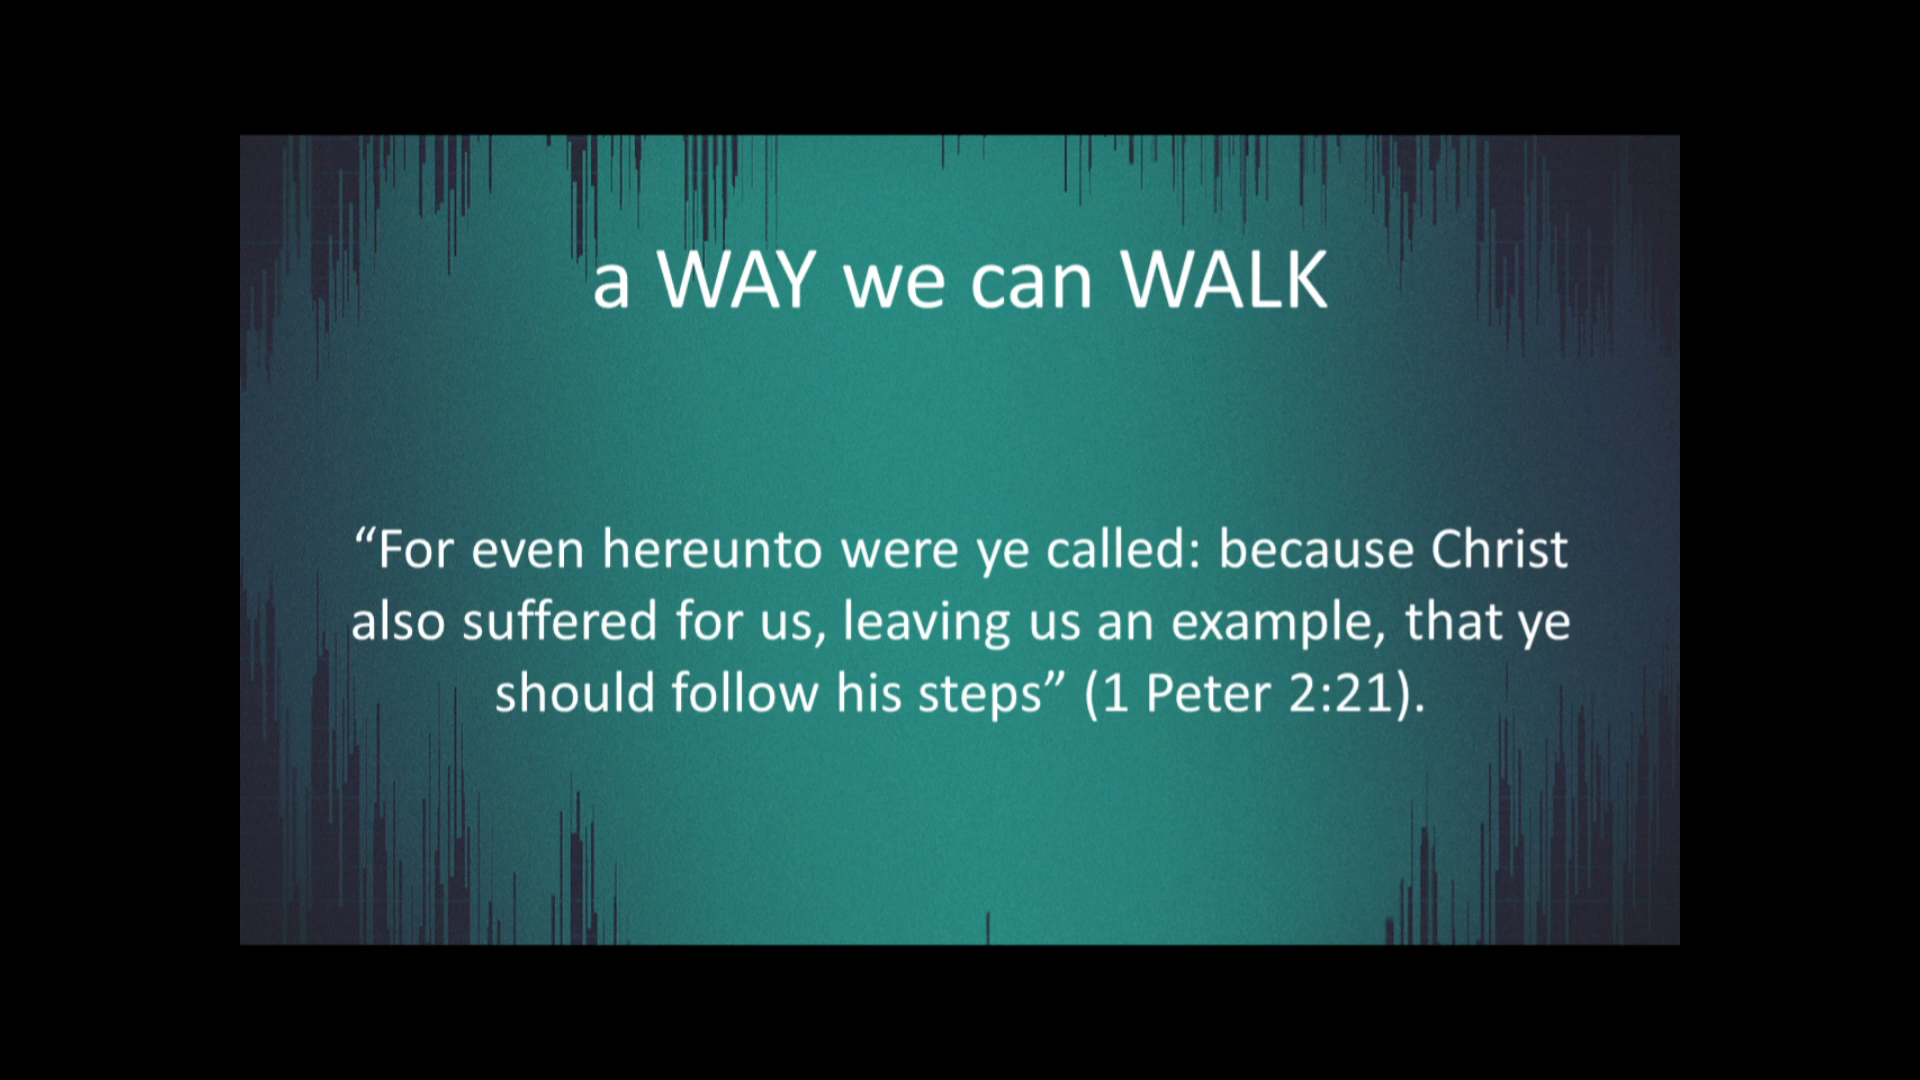 a WAY we can WALK
“For even hereunto were ye called: because Christ
also suffered for us, leaving us an example, that ye
should follow his steps” (1 Peter 2:21).